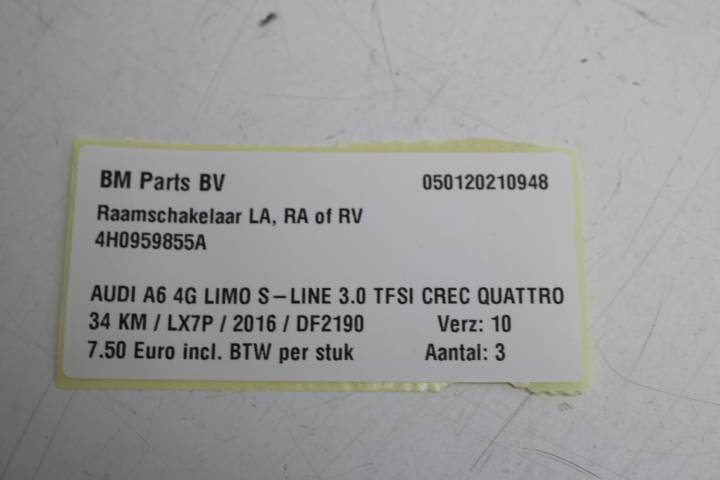 BM Parts BV 050120210948
Raamschakelaar LA, RA of RV
4H0959855A
AUDI A6 4G LIMO S-LINE 3.0 TFSI CREC QUATTRO
34 KM / LX7P / 2016 / DF2190 Verz: 10
7.50 Euro incl. BTW per stuk Aantal: 3